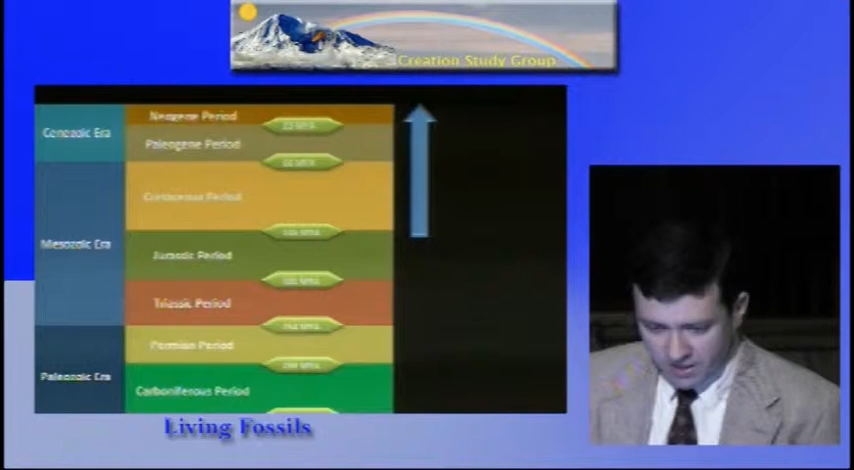 Creation Study Group
Neogene Period
Cenozoic Era
Paleogene Period
Cretaceous Period
Mesozoic Era
Jurassic Period
Triassic Period
Permian Period
Paleozoic Era
Carboniferous Period
Living Fossils